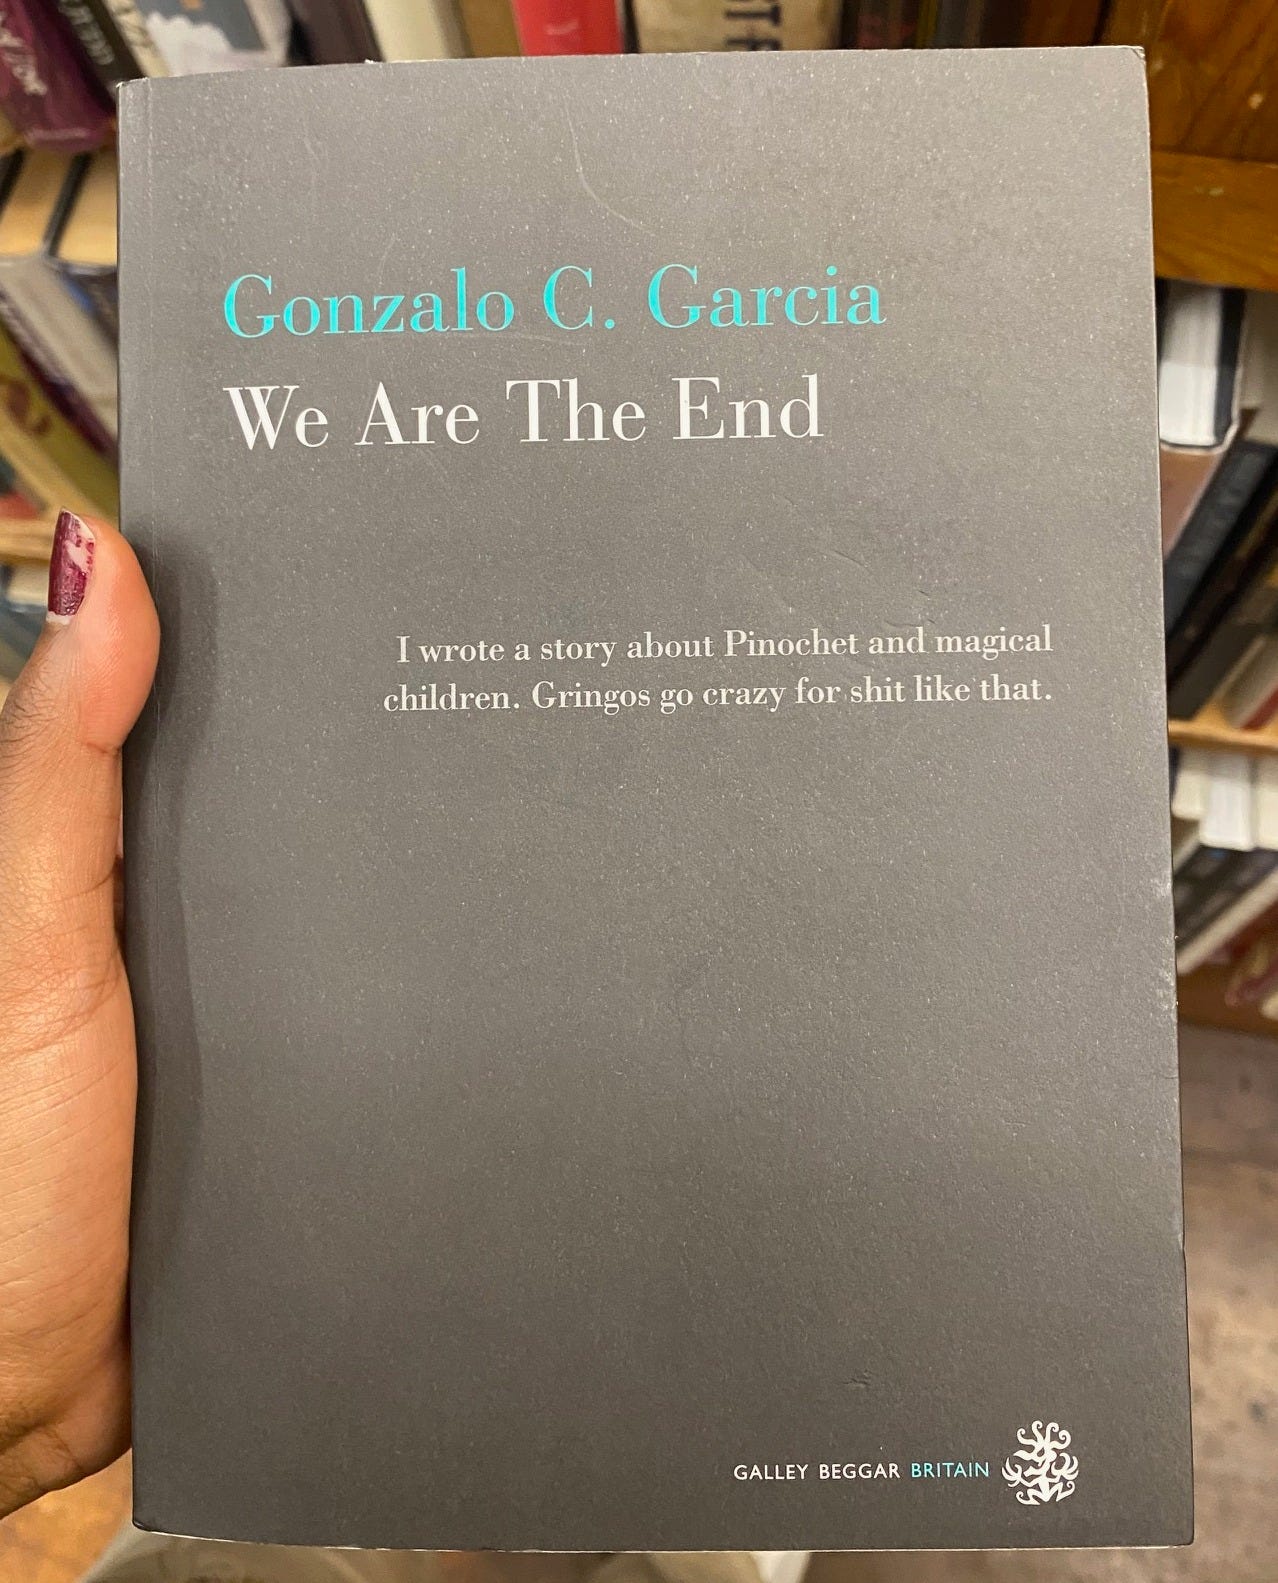 Gonzalo C. Garcia
We Are The End
I wrote a story about Pinochet and magical
children. Gringos go crazy for shit like that.
GALLEY BEGGAR BRITAIN